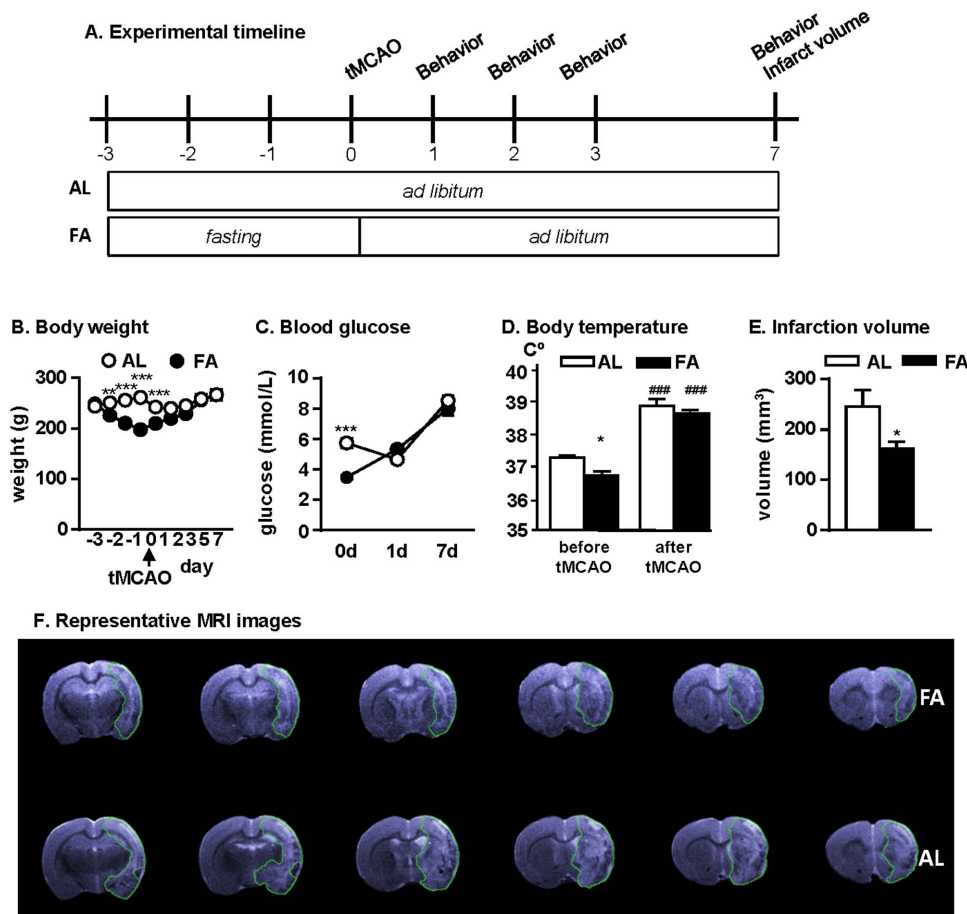 A. Experimental timeline
tMCAO
Behavior
Behavior
Behavior
Behavior
Infarct volume
-3 -2 -1 0 1 2 3 7
AL ad libitum
FA fasting ad libitum
B. Body weight
AL FA
weight (g)
300
200
100
0
** *** *** ***
-3 -2 -1 0 1 2 3 5 7
tMCAO day
C. Blood glucose
glucose (mmol/L)
10
8
6
4
2
0
***
0d 1d 7d
D. Body temperature
Cº
AL FA
40
39
38
37
36
35
*
### ###
before
tMCAO
after
tMCAO
E. Infarction volume
AL FA
volume (mm³)
300
200
100
0
*
F. Representative MRI images
FA
AL